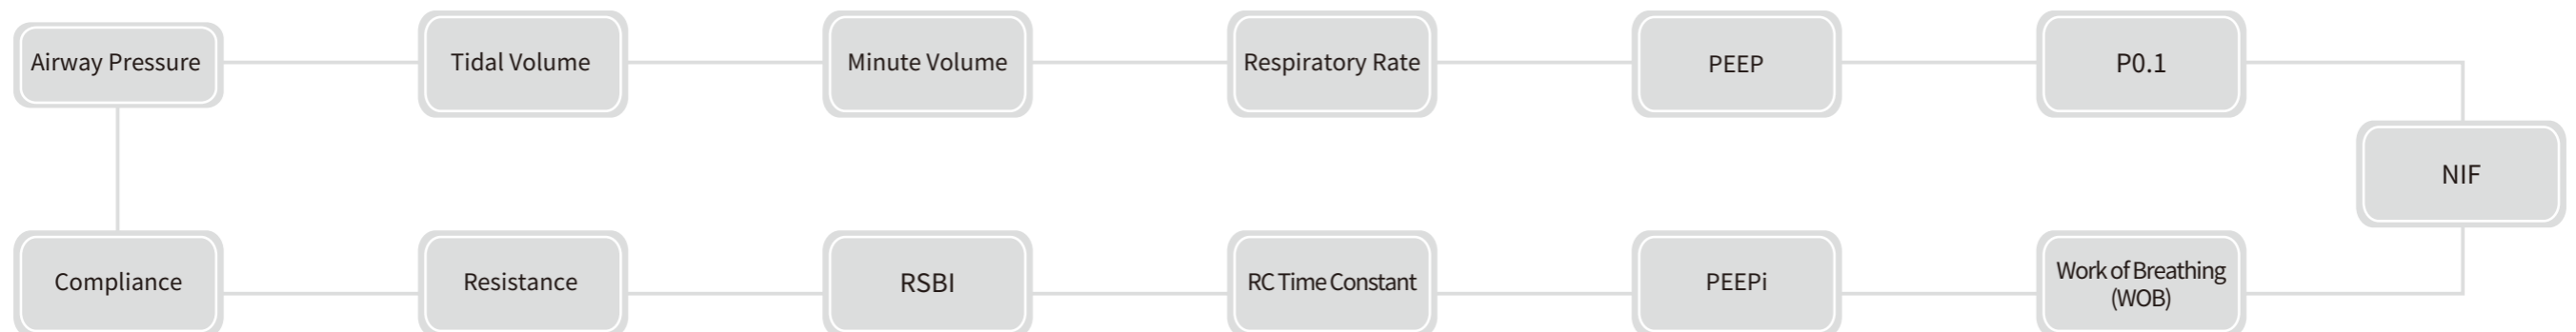 Airway Pressure
Tidal Volume
Minute Volume
Respiratory Rate
PEEP
P0.1
NIF
Compliance
Resistance
RSBI
RC Time Constant
PEEPi
Work of Breathing
(WOB)